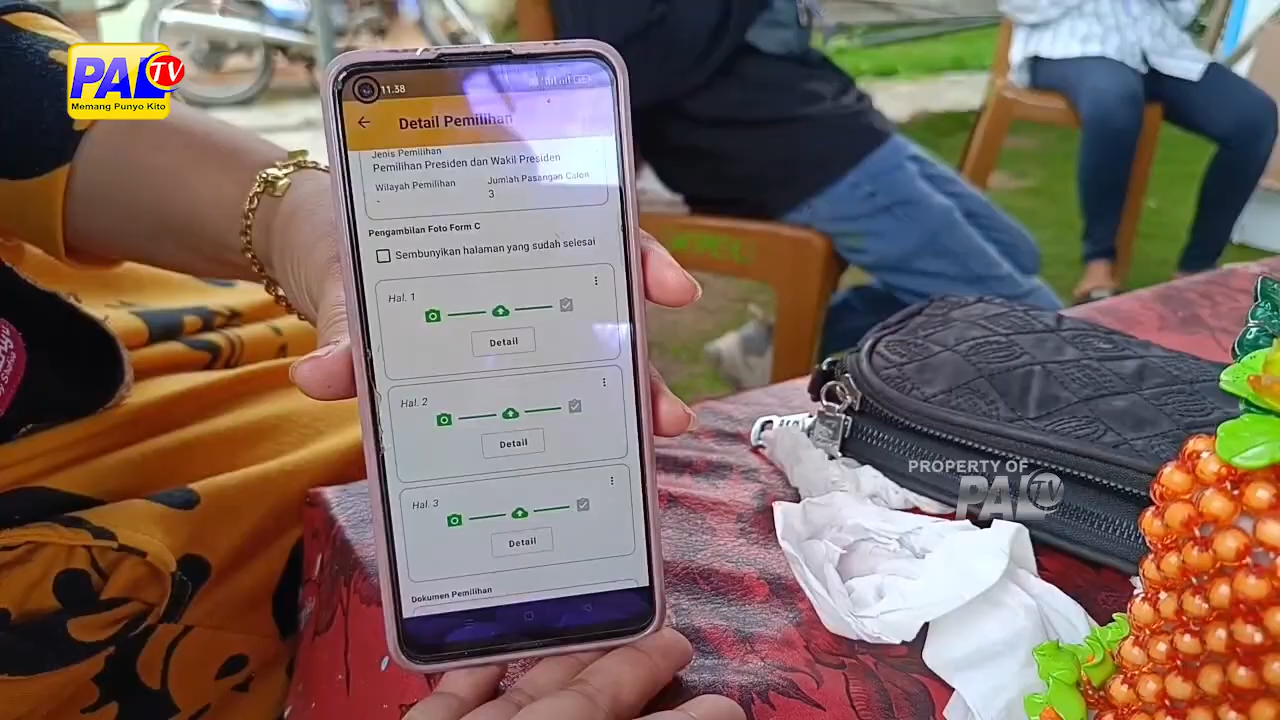 PAL TV
Memang Punyo Kito
11.38
Detail Pemilihan
Jenis Pemilihan
Pemilihan Presiden dan Wakil Presiden
Wilayah Pemilihan
-
Jumlah Pasangan Calon
3
Pengambilan Foto Form C
Sembunyikan halaman yang sudah selesai
Hal. 1
Detail
Hal. 2
Detail
Hal. 3
Detail
Dokumen Pemilihan
PROPERTY OF
PAL TV